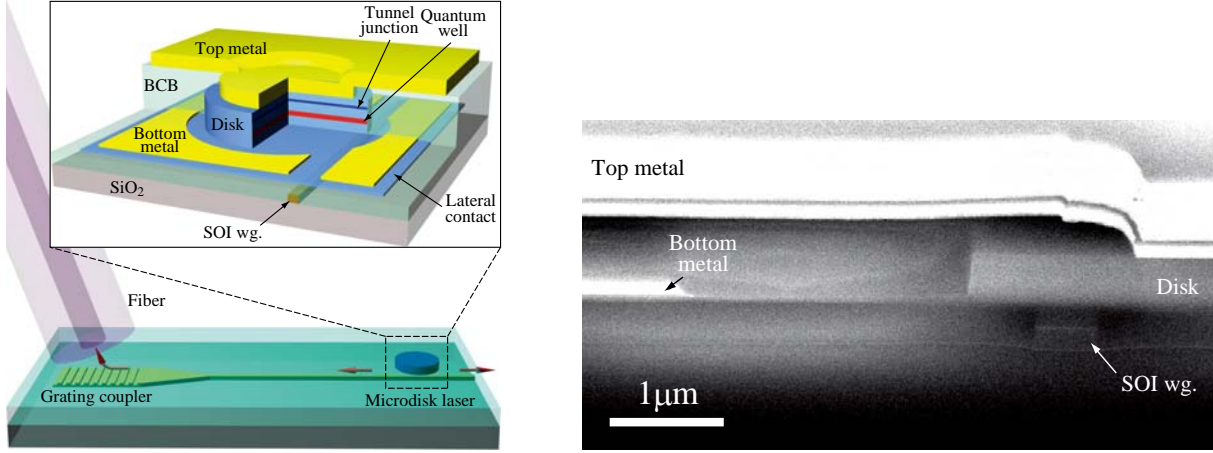 Tunnel
junction
Quantum
well
Top metal
BCB
Disk
Bottom
metal
SiO₂
Lateral
contact
SOI wg.
Fiber
Grating coupler
Microdisk laser
Top metal
Bottom
metal
Disk
SOI wg.
1μm